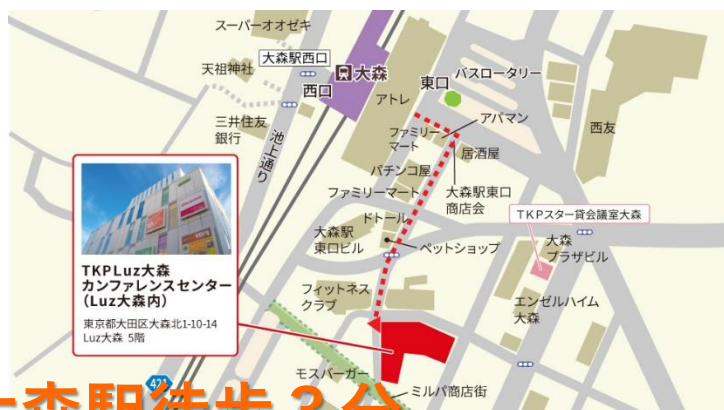 スーパーオオゼキ
大森駅西口
大森
天祖神社
西口
東口
バスロータリー
アトレ
三井住友
銀行
池上通り
ファミリー
マート
アパマン
西友
居酒屋
パチンコ屋
ファミリーマート
大森駅東口
商店会
TKPスター貸会議室大森
ドトール
大森駅
東口ビル
ペットショップ
大森
プラザビル
TKPLuz大森
カンファレンスセンター
(Luz大森内)
東京都大田区大森北1-10-14
Luz大森 5階
フィットネス
クラブ
エンゼルハイム
大森
モスバーガー
ミルパ商店街
421
森駅徒歩3分